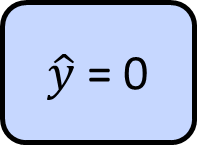 ŷ = 0